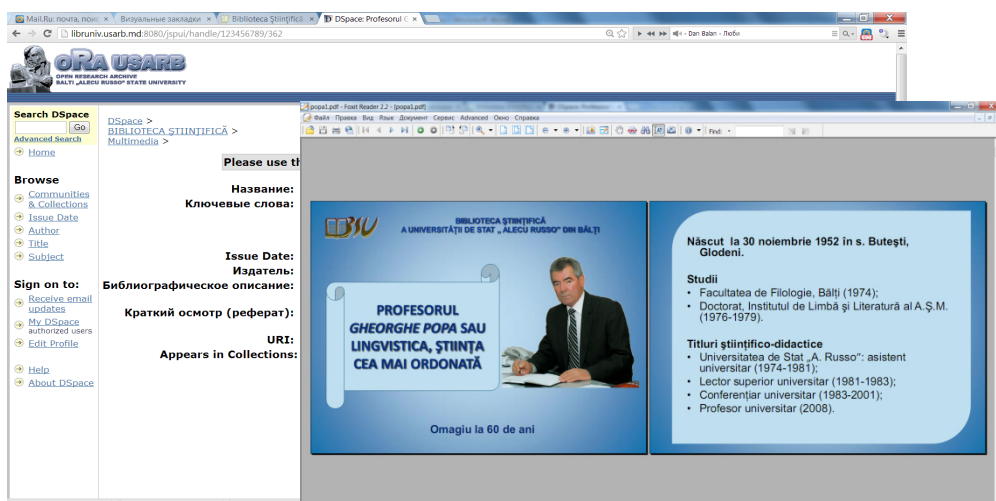 Mail.Ru: почта, поис
Визуальные закладки
Biblioteca Ştiinţifică
DSpace: Profesorul G
libruniv.usarb.md:8080/jspui/handle/123456789/362
- Dan Balan - Люби
ORA USARB
OPEN RESEARCH ARCHIVE
BALTI „ALECU RUSSO" STATE UNIVERSITY
Search DSpace
Go
Advanced Search
Home
Browse
Communities
& Collections
Issue Date
Author
Title
Subject
Sign on to:
Receive email
updates
My DSpace
authorized users
Edit Profile
Help
About DSpace
DSpace >
BIBLIOTECA ŞTIINŢIFICĂ >
Multimedia >
Please use th
Название:
Ключевые слова:
Issue Date:
Издатель:
Библиографическое описание:
Краткий осмотр (реферат):
URI:
Appears in Collections:
popa1.pdf - Foxit Reader 2.2 - [popa1.pdf]
Файл Правка Вид Язык Документ Сервис Advanced Окно Справка
Find:
BSU
BIBLIOTECA ŞTIINŢIFICĂ
A UNIVERSITĂŢII DE STAT „ ALECU RUSSO" DIN BĂLŢI
PROFESORUL
GHEORGHE POPA SAU
LINGVISTICA, ŞTIINŢA
CEA MAI ORDONATĂ
Omagiu la 60 de ani
Născut la 30 noiembrie 1952 în s. Buteşti,
Glodeni.
Studii
• Facultatea de Filologie, Bălţi (1974);
• Doctorat, Institutul de Limbă şi Literatură al A.Ş.M.
(1976-1979).
Titluri ştiinţifico-didactice
• Universitatea de Stat „A. Russo": asistent
universitar (1974-1981);
• Lector superior universitar (1981-1983);
• Conferenţiar universitar (1983-2001);
• Profesor universitar (2008).